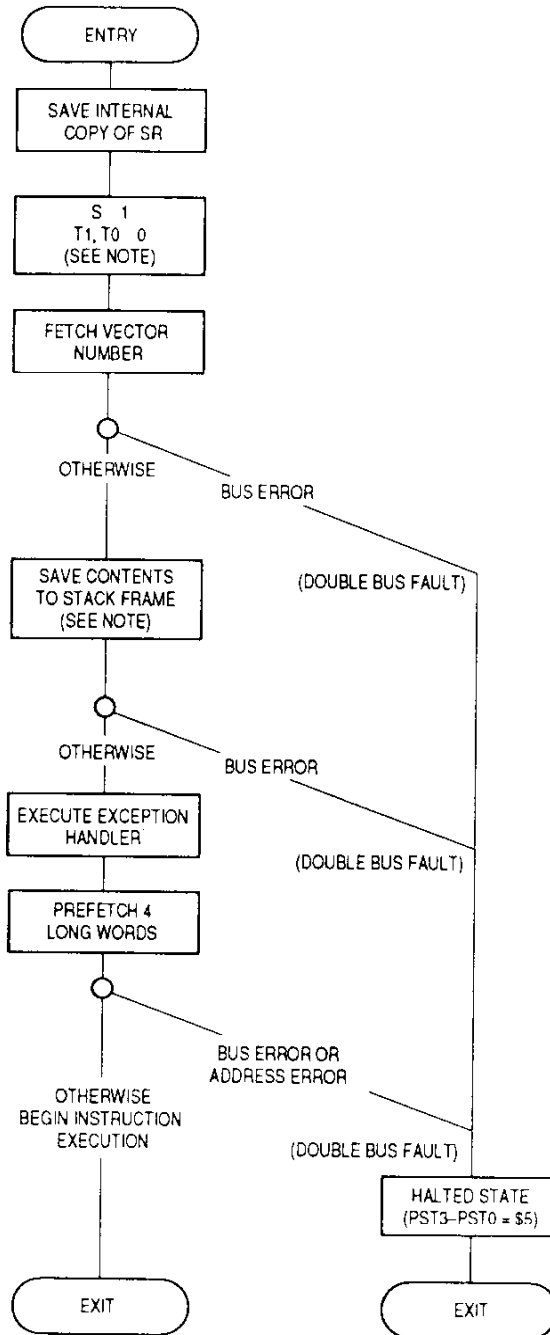 ENTRY
SAVE INTERNAL
COPY OF SR
S 1
T1, T0 0
(SEE NOTE)
FETCH VECTOR
NUMBER
OTHERWISE
BUS ERROR
(DOUBLE BUS FAULT)
SAVE CONTENTS
TO STACK FRAME
(SEE NOTE)
OTHERWISE
BUS ERROR
EXECUTE EXCEPTION
HANDLER
(DOUBLE BUS FAULT)
PREFETCH 4
LONG WORDS
BUS ERROR OR
ADDRESS ERROR
OTHERWISE
BEGIN INSTRUCTION
EXECUTION
(DOUBLE BUS FAULT)
HALTED STATE
(PST3–PST0 = $5)
EXIT
EXIT